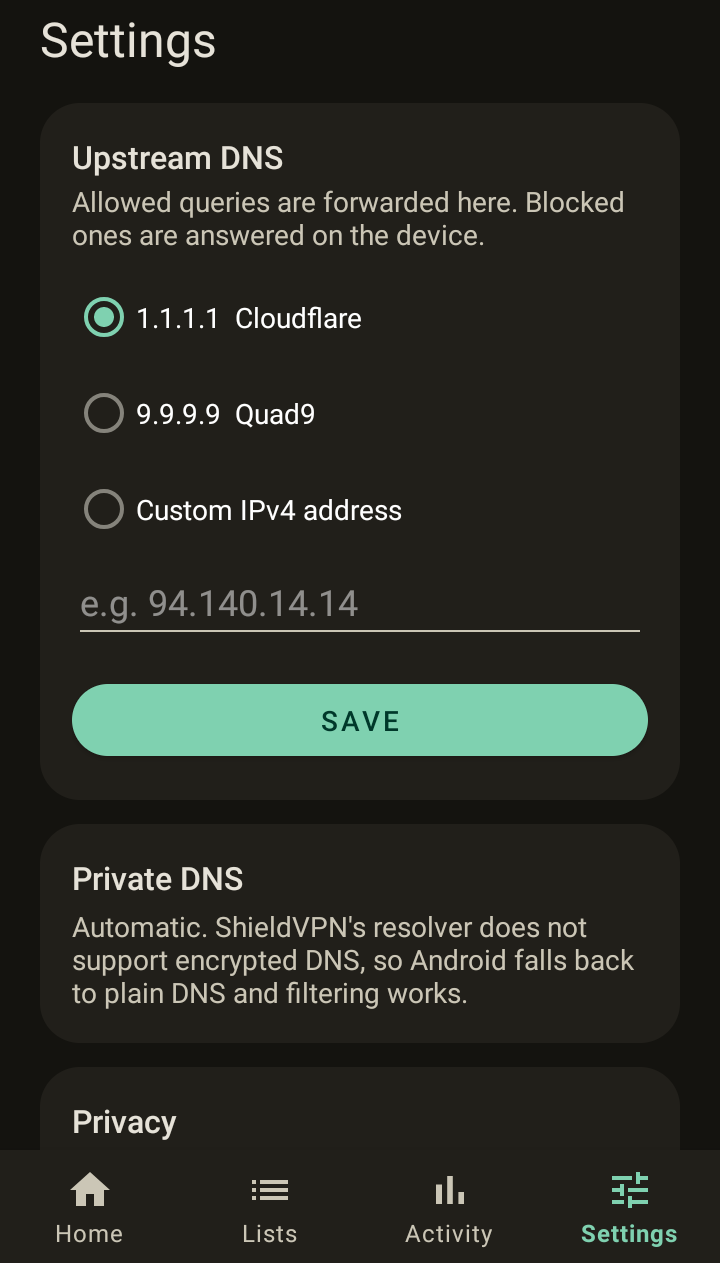 Settings
Upstream DNS
Allowed queries are forwarded here. Blocked
ones are answered on the device.
1.1.1.1  Cloudflare
9.9.9.9  Quad9
Custom IPv4 address
e.g. 94.140.14.14
SAVE
Private DNS
Automatic. ShieldVPN's resolver does not
support encrypted DNS, so Android falls back
to plain DNS and filtering works.
Privacy
Home
Lists
Activity
Settings